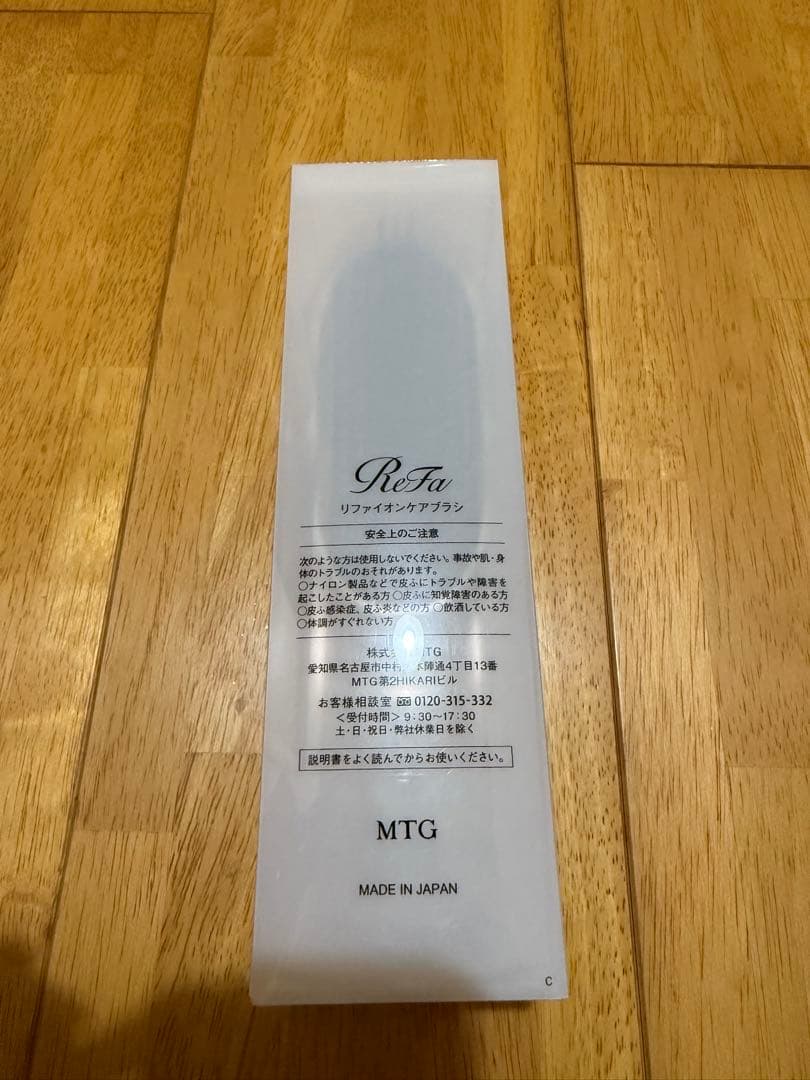 ReFa
リファイオンケアブラシ
安全上のご注意
次のような方は使用しないでください。事故や肌・身
体のトラブルのおそれがあります。
○ナイロン製品などで皮ふにトラブルや障害を
起こしたことがある方 ○皮ふに知覚障害のある方
○皮ふ感染症、皮ふ炎などの方 ○飲酒している方
○体調がすぐれない方
株式 MTG
愛知県名古屋市中村 本陣通4丁目13番
MTG第2HIKARIビル
お客様相談室 0120-315-332
＜受付時間＞9:30〜17:30
土・日・祝日・弊社休業日を除く
説明書をよく読んでからお使いください。
MTG
MADE IN JAPAN
C